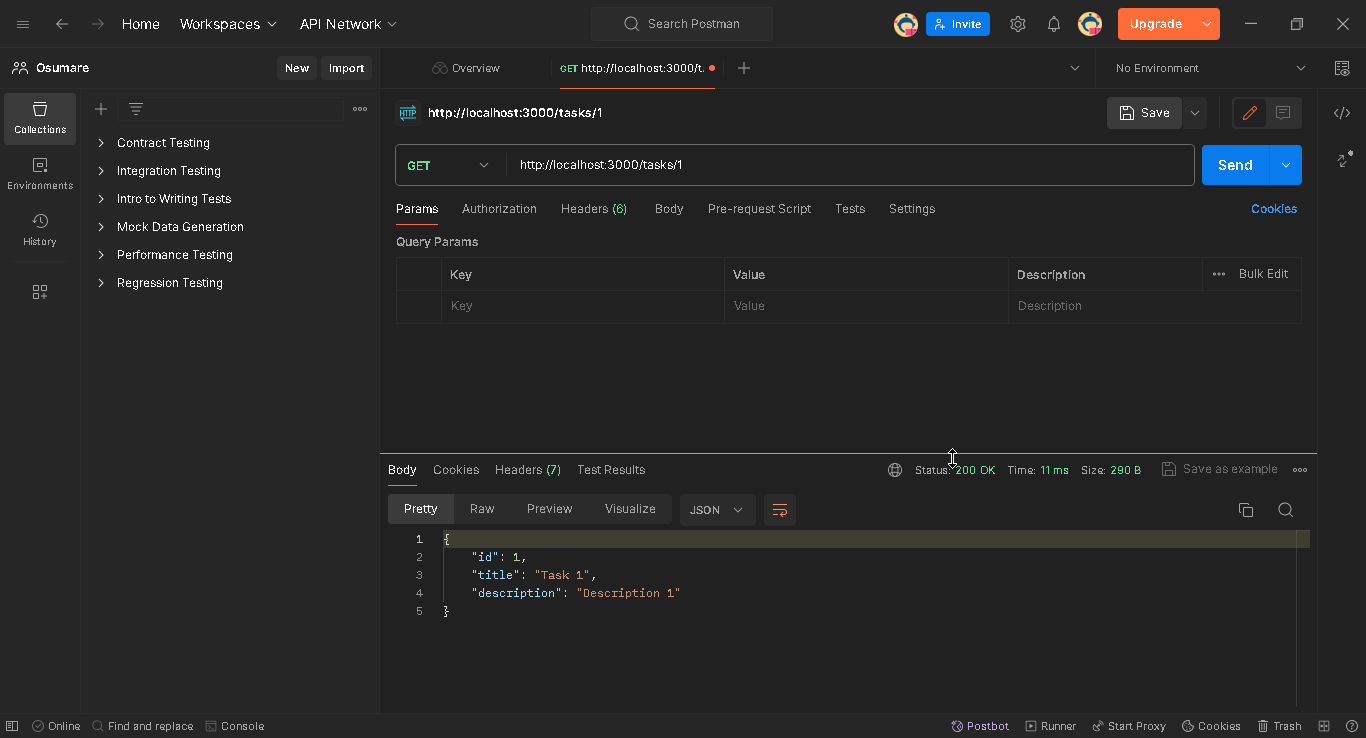 Home Workspaces API Network Search Postman Invite Upgrade
Osumare New Import Overview GET http://localhost:3000/t. No Environment
Collections
Environments
History
Contract Testing
Integration Testing
Intro to Writing Tests
Mock Data Generation
Performance Testing
Regression Testing
HTTP http://localhost:3000/tasks/1 Save
GET http://localhost:3000/tasks/1 Send
Params Authorization Headers (6) Body Pre-request Script Tests Settings Cookies
Query Params
Key Value Description Bulk Edit
Key Value Description
Body Cookies Headers (7) Test Results Status: 200 OK Time: 11 ms Size: 290 B Save as example
Pretty Raw Preview Visualize JSON
1 {
2 "id": 1,
3 "title": "Task 1",
4 "description": "Description 1"
5 }
Online Find and replace Console Postbot Runner Start Proxy Cookies Trash